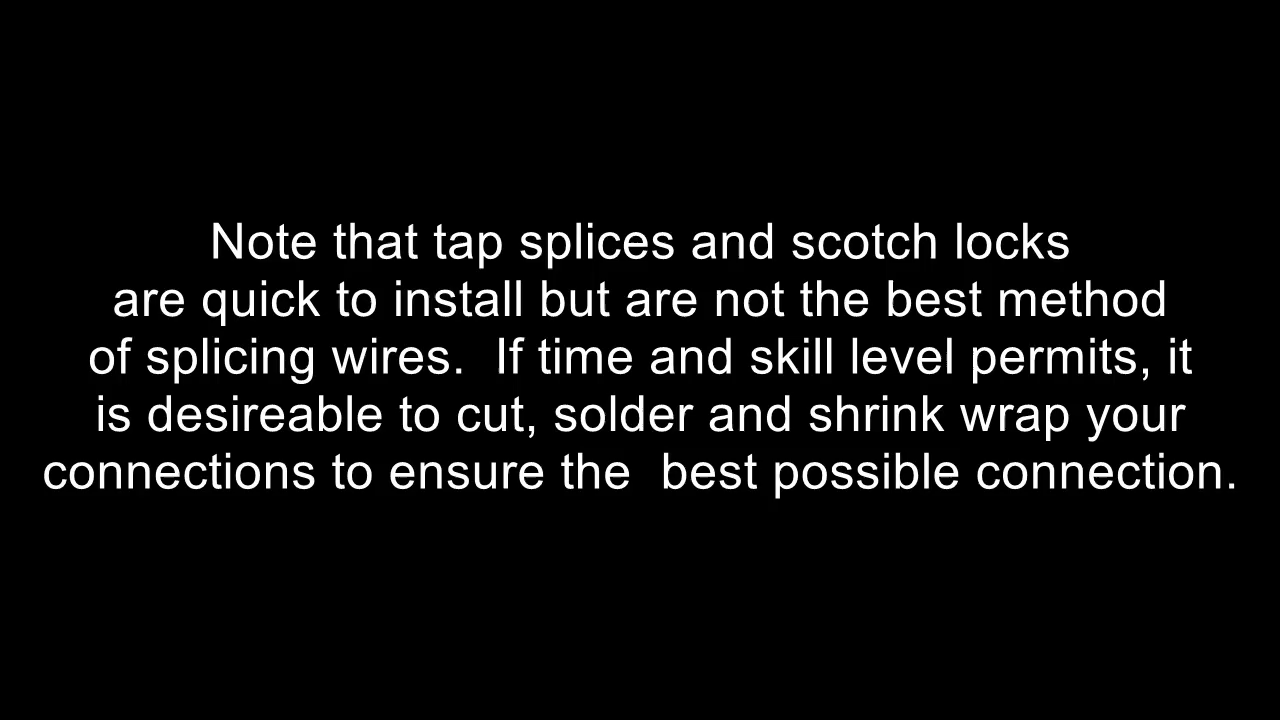 Note that tap splices and scotch locks
are quick to install but are not the best method
of splicing wires.  If time and skill level permits, it
is desireable to cut, solder and shrink wrap your
connections to ensure the  best possible connection.